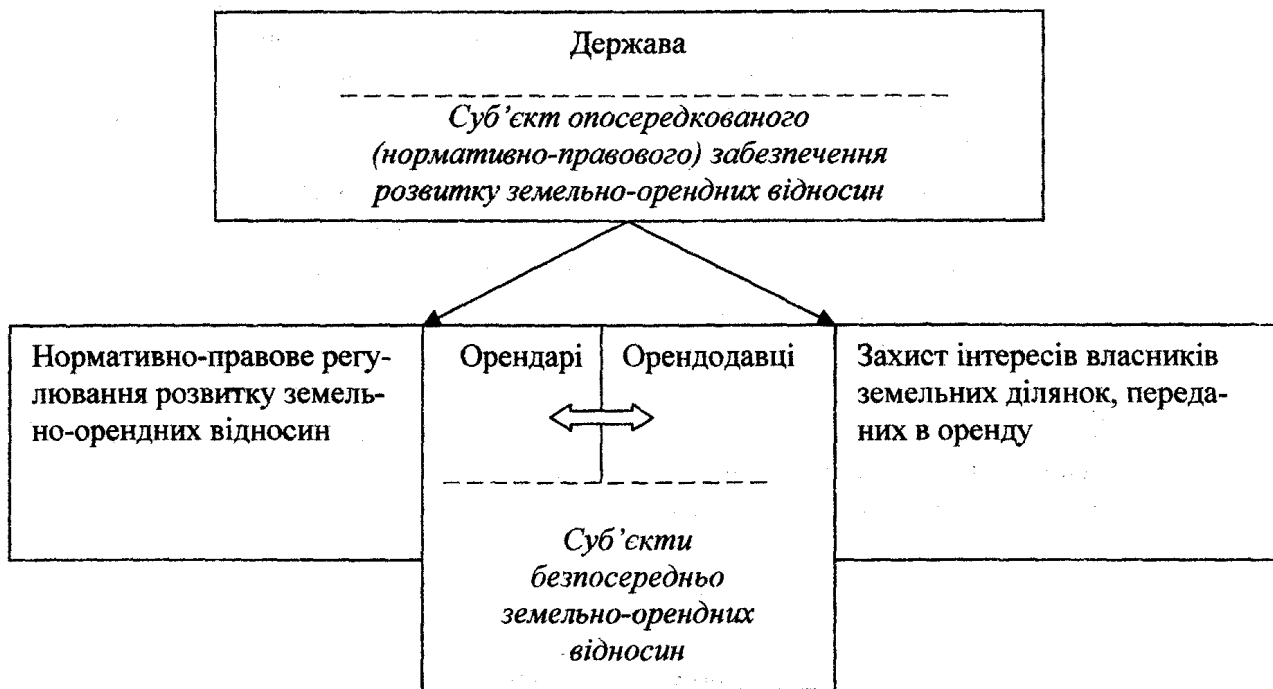 Держава
Суб’єкт опосередкованого
(нормативно-правового) забезпечення
розвитку земельно-орендних відносин
Нормативно-правове регу-
лювання розвитку земель-
но-орендних відносин
Орендарі
Орендодавці
Суб’єкти
безпосередньо
земельно-орендних
відносин
Захист інтересів власників
земельних ділянок, переда-
них в оренду